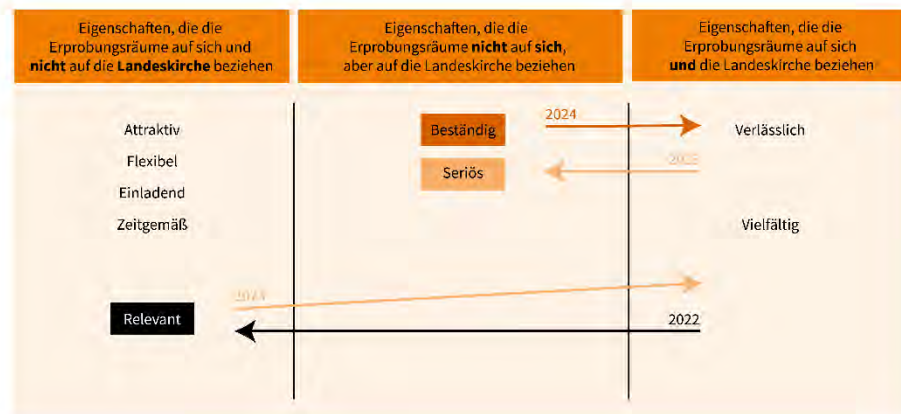 Eigenschaften, die die
Erprobungsräume auf sich und
nicht auf die Landeskirche beziehen
Eigenschaften, die die
Erprobungsräume nicht auf sich,
aber auf die Landeskirche beziehen
Eigenschaften, die die
Erprobungsräume auf sich
und die Landeskirche beziehen
Attraktiv
Flexibel
Einladend
Zeitgemäß
Relevant
Beständig
Seriös
2024
Verlässlich
Vielfältig
2022